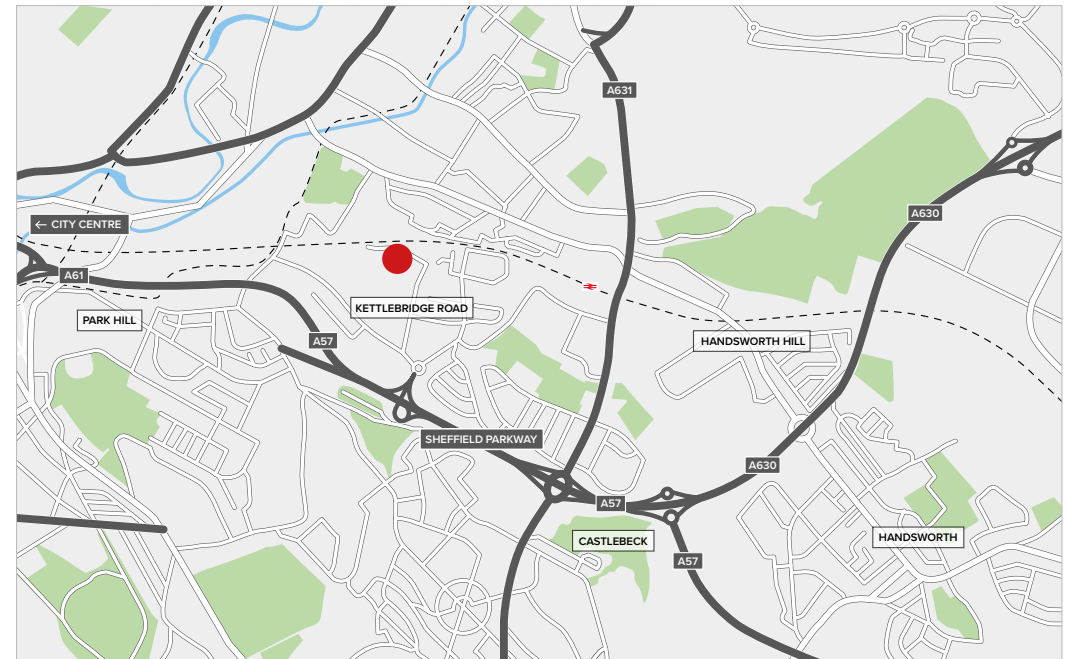 A631
A630
← CITY CENTRE
A61
KETTLEBRIDGE ROAD
PARK HILL
A57
HANDSWORTH HILL
SHEFFIELD PARKWAY
A630
A57
CASTLEBECK
HANDSWORTH
A57